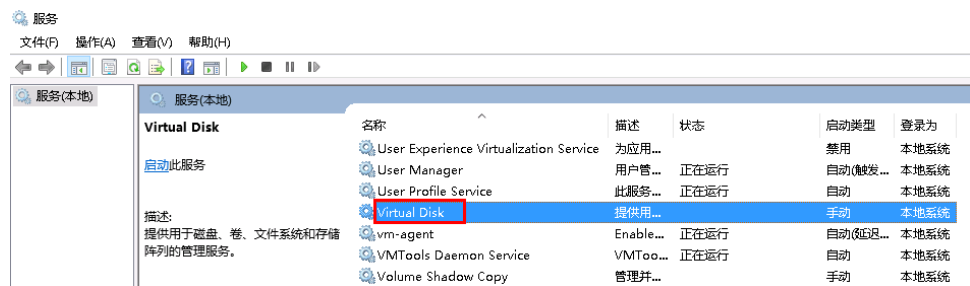 服务
文件(F) 操作(A) 查看(V) 帮助(H)
服务(本地)
服务(本地)
Virtual Disk
启动此服务
描述:
提供用于磁盘、卷、文件系统和存储
阵列的管理服务。
名称 描述 状态 启动类型 登录为
User Experience Virtualization Service 为应用... 禁用 本地系统
User Manager 用户管... 正在运行 自动(触发... 本地系统
User Profile Service 此服务... 正在运行 自动 本地系统
Virtual Disk 提供用... 手动 本地系统
vm-agent Enable... 正在运行 自动(延迟... 本地系统
VMTools Daemon Service VMToo... 正在运行 自动 本地系统
Volume Shadow Copy 管理并... 手动 本地系统